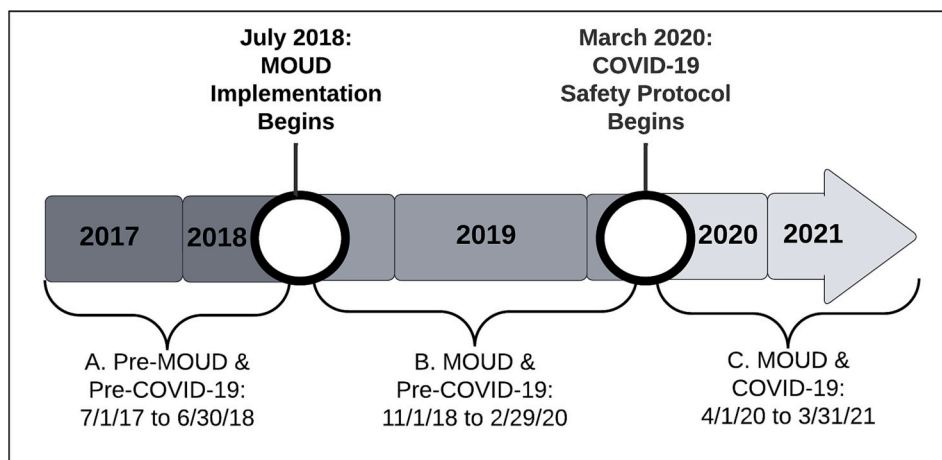 July 2018:
MOUD
Implementation
Begins
March 2020:
COVID-19
Safety Protocol
Begins
2017
2018
2019
2020
2021
A. Pre-MOUD &
Pre-COVID-19:
7/1/17 to 6/30/18
B. MOUD &
Pre-COVID-19:
11/1/18 to 2/29/20
C. MOUD &
COVID-19:
4/1/20 to 3/31/21